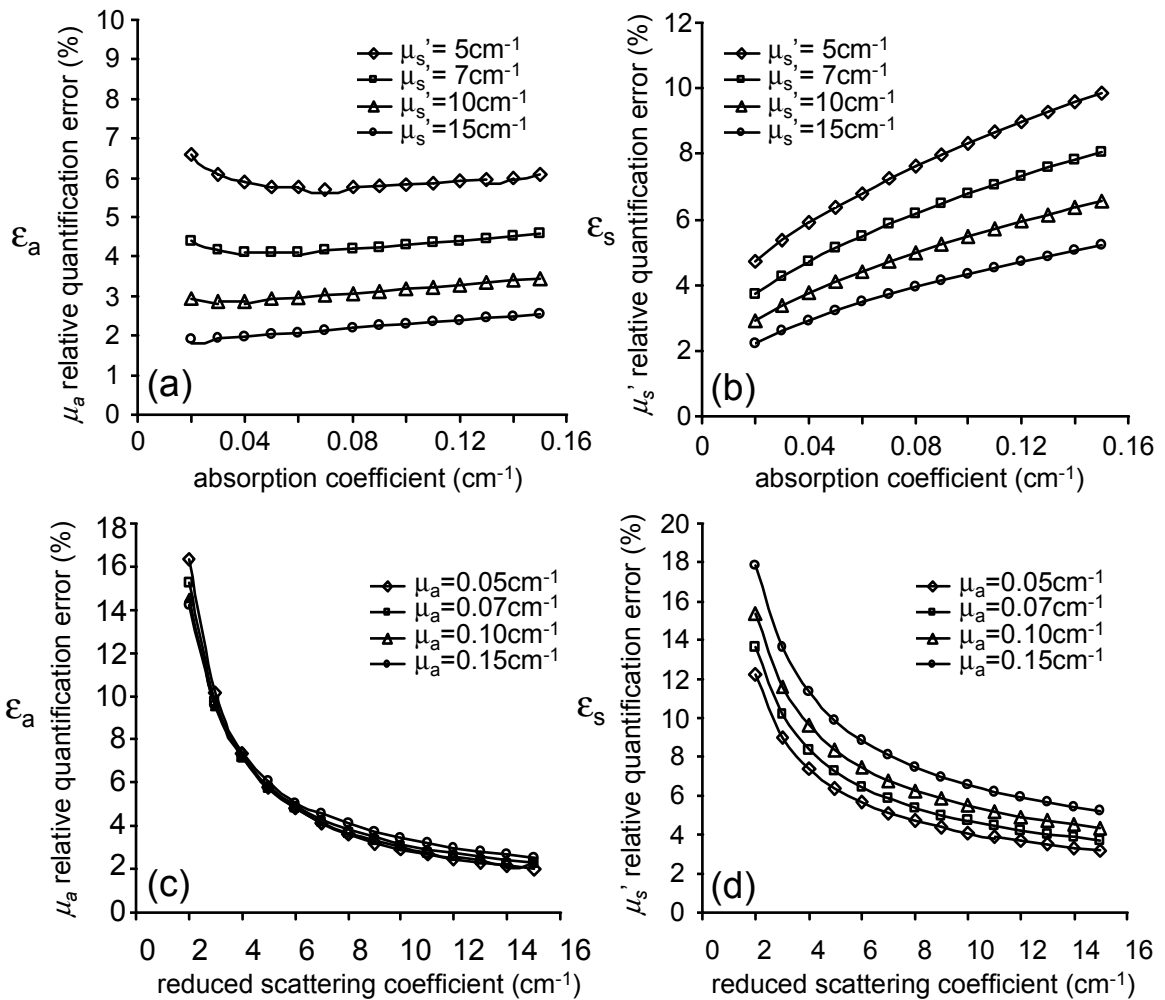 εa
μa relative quantification error (%)
10
9
8
7
6
5
4
3
2
1
0
μs’= 5cm-1
μs’= 7cm-1
μs’=10cm-1
μs’=15cm-1
(a)
0 0.04 0.08 0.12 0.16
absorption coefficient (cm-1)
εs
μs’ relative quantification error (%)
12
10
8
6
4
2
0
μs’= 5cm-1
μs’= 7cm-1
μs’=10cm-1
μs’=15cm-1
(b)
0 0.04 0.08 0.12 0.16
absorption coefficient (cm-1)
εa
μa relative quantification error (%)
18
16
14
12
10
8
6
4
2
0
μa=0.05cm-1
μa=0.07cm-1
μa=0.10cm-1
μa=0.15cm-1
(c)
0 2 4 6 8 10 12 14 16
reduced scattering coefficient (cm-1)
εs
μs’ relative quantification error (%)
20
18
16
14
12
10
8
6
4
2
0
μa=0.05cm-1
μa=0.07cm-1
μa=0.10cm-1
μa=0.15cm-1
(d)
0 2 4 6 8 10 12 14 16
reduced scattering coefficient (cm-1)